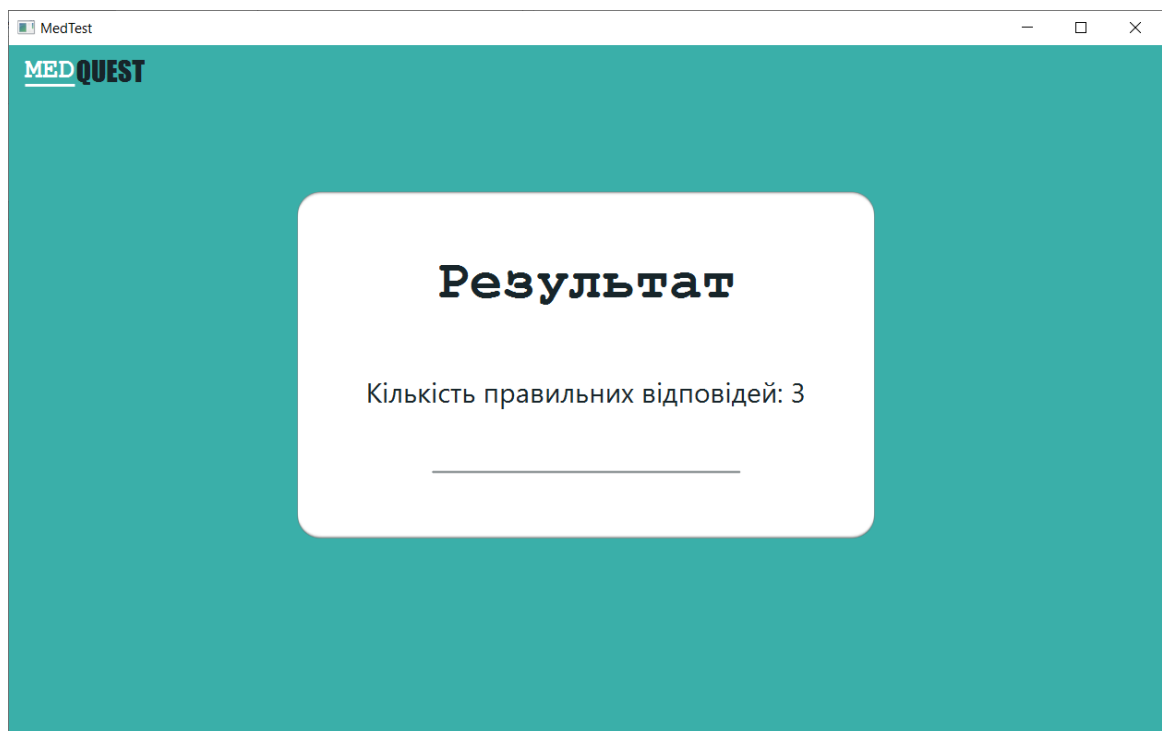 MedTest
MEDQUEST
Результат
Кількість правильних відповідей: 3